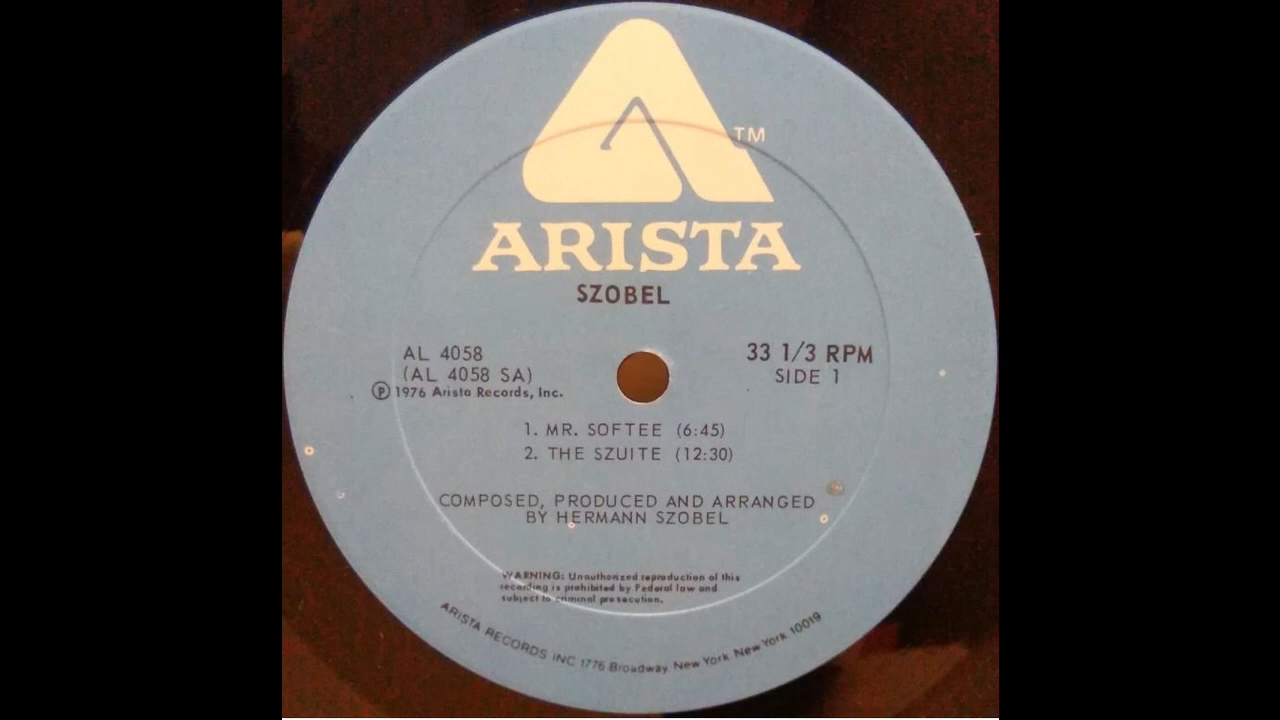 TM
ARISTA
SZOBEL
AL 4058
(AL 4058 SA)
Ⓟ 1976 Arista Records, Inc.
33 1/3 RPM
SIDE 1
1. MR. SOFTEE (6:45)
2. THE SZUITE (12:30)
COMPOSED, PRODUCED AND ARRANGED
BY HERMANN SZOBEL
WARNING: Unauthorized reproduction of this
recording is prohibited by Federal law and
subject to criminal prosecution.
ARISTA RECORDS INC 1776 Broadway New York New York 10019